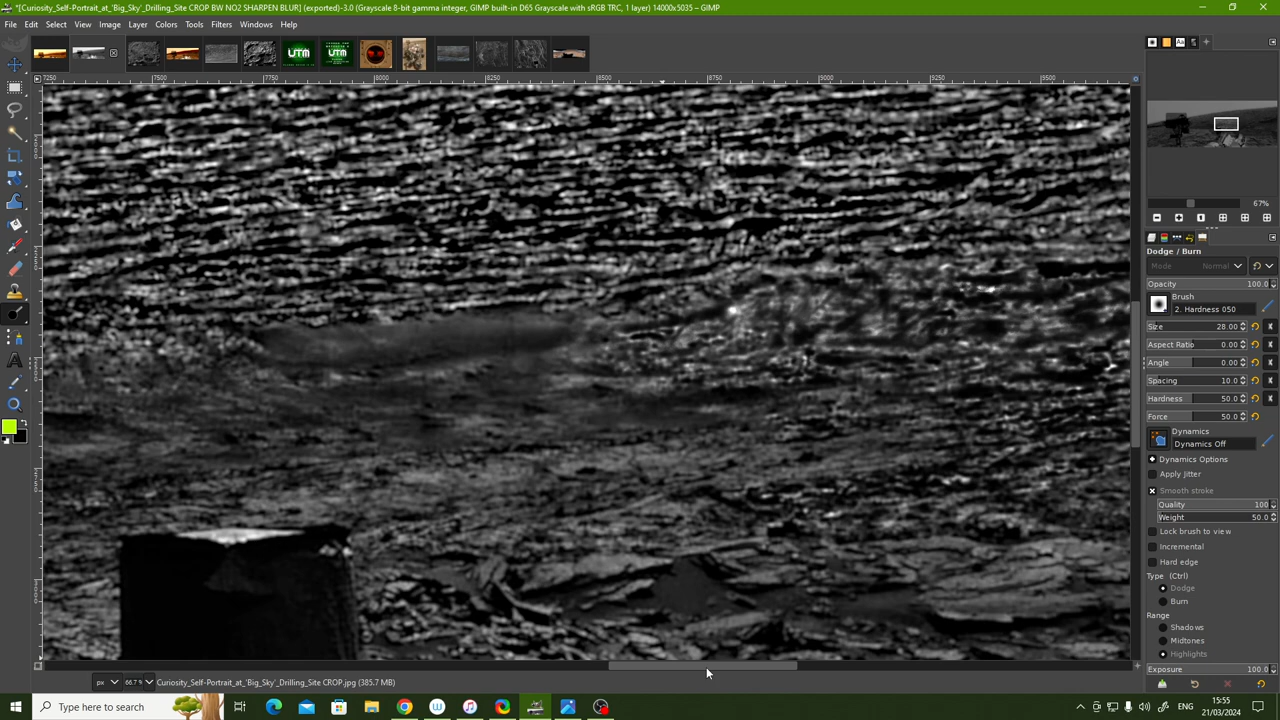 *[Curiosity_Self-Portrait_at_'Big_Sky'_Drilling_Site CROP BW NO2 SHARPEN BLUR] (exported)-3.0 (Grayscale 8-bit gamma integer, GIMP built-in D65 Grayscale with sRGB TRC, 1 layer) 14000x5035 – GIMP
File Edit Select View Image Layer Colors Tools Filters Windows Help
UTM
UTM
7250 7500 7750 8000 8250 8500 8750 9000 9250 9500
67%
Dodge / Burn
Mode Normal
Opacity 100.0
Brush
2. Hardness 050
Size 28.00
Aspect Ratio 0.00
Angle 0.00
Spacing 10.0
Hardness 50.0
Force 50.0
Dynamics
Dynamics Off
Dynamics Options
Apply Jitter
Smooth stroke
Quality 100
Weight 50.0
Lock brush to view
Incremental
Hard edge
Type (Ctrl)
Dodge
Burn
Range
Shadows
Midtones
Highlights
Exposure 100.0
px 66.7 Curiosity_Self-Portrait_at_'Big_Sky'_Drilling_Site CROP.jpg (385.7 MB)
Type here to search
ENG
15:55
21/03/2024